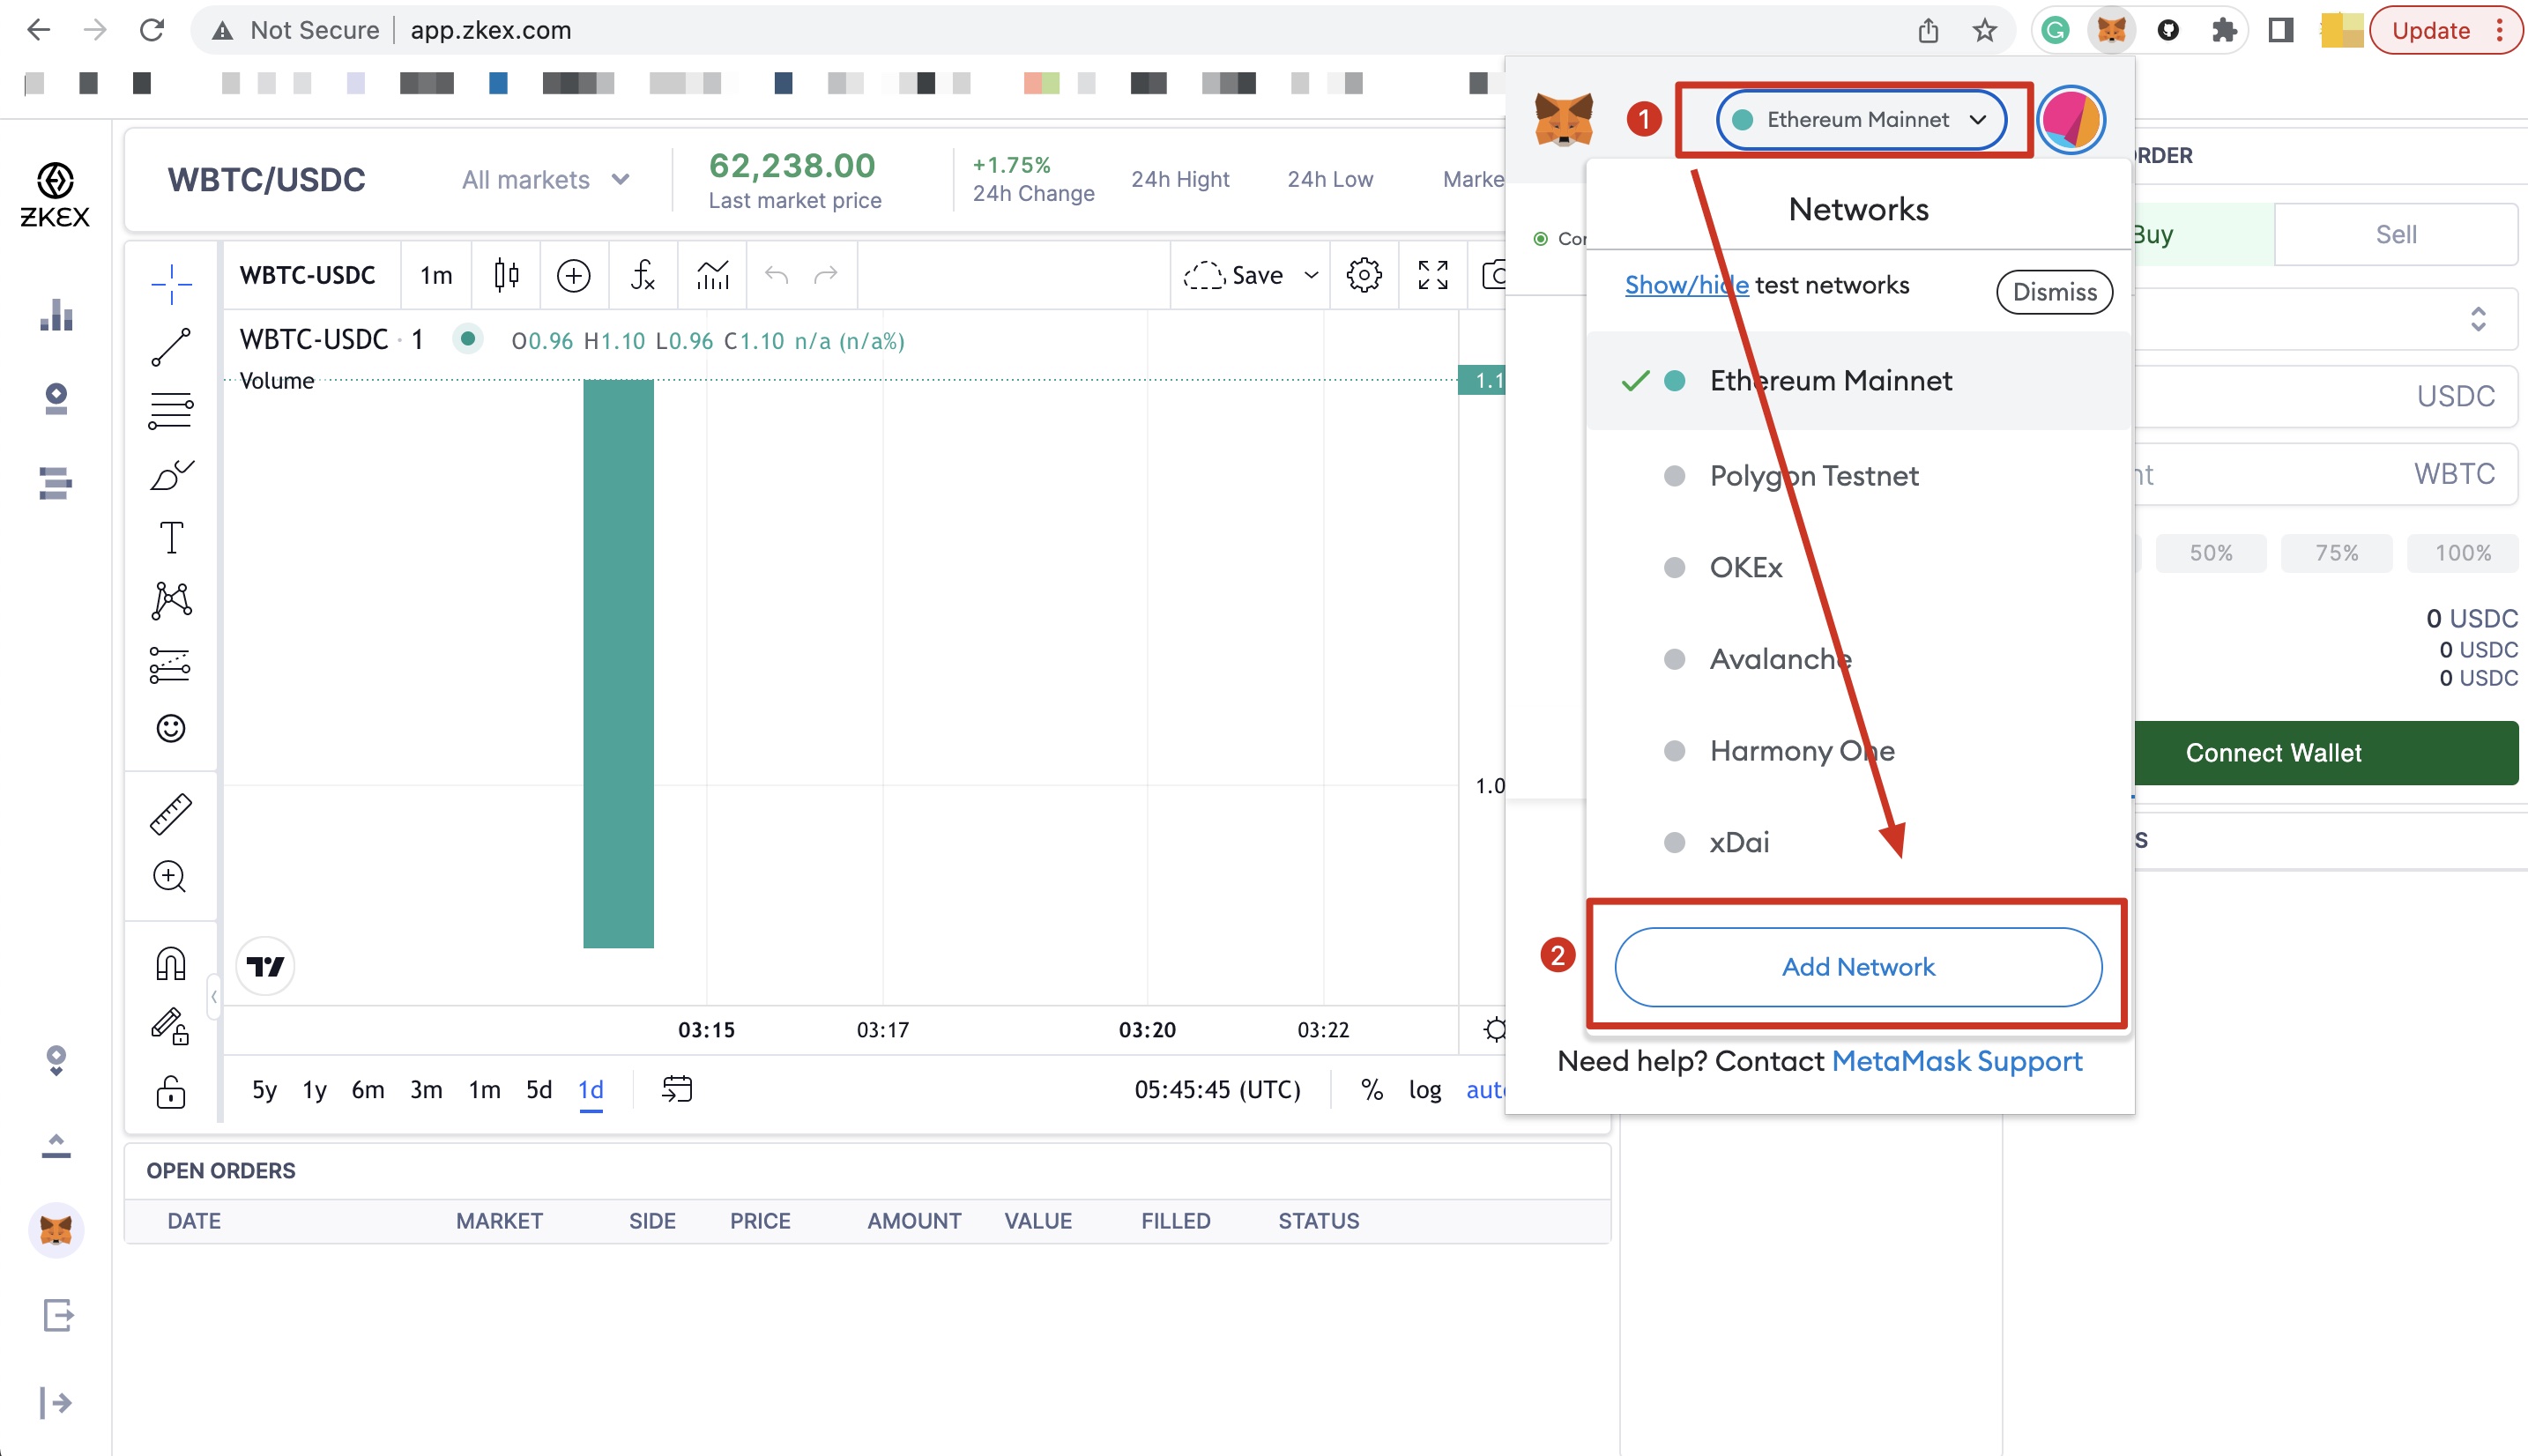 Not Secure app.zkex.com
Update
ZKEX
WBTC/USDC
All markets
62,238.00
Last market price
+1.75%
24h Change
24h Hight
24h Low
Marke
1
Ethereum Mainnet
RDER
Networks
Show/hide test networks
Dismiss
Ethereum Mainnet
Polygon Testnet
OKEx
Avalanche
Harmony One
xDai
2
Add Network
Need help? Contact MetaMask Support
Buy
Sell
USDC
nt
WBTC
50%
75%
100%
0 USDC
0 USDC
0 USDC
Connect Wallet
S
WBTC-USDC
1m
Save
WBTC-USDC · 1
O0.96 H1.10 L0.96 C1.10 n/a (n/a%)
Volume
1.1
1.0
03:15
03:17
03:20
03:22
5y 1y 6m 3m 1m 5d 1d
05:45:45 (UTC)
% log auto
OPEN ORDERS
DATE MARKET SIDE PRICE AMOUNT VALUE FILLED STATUS